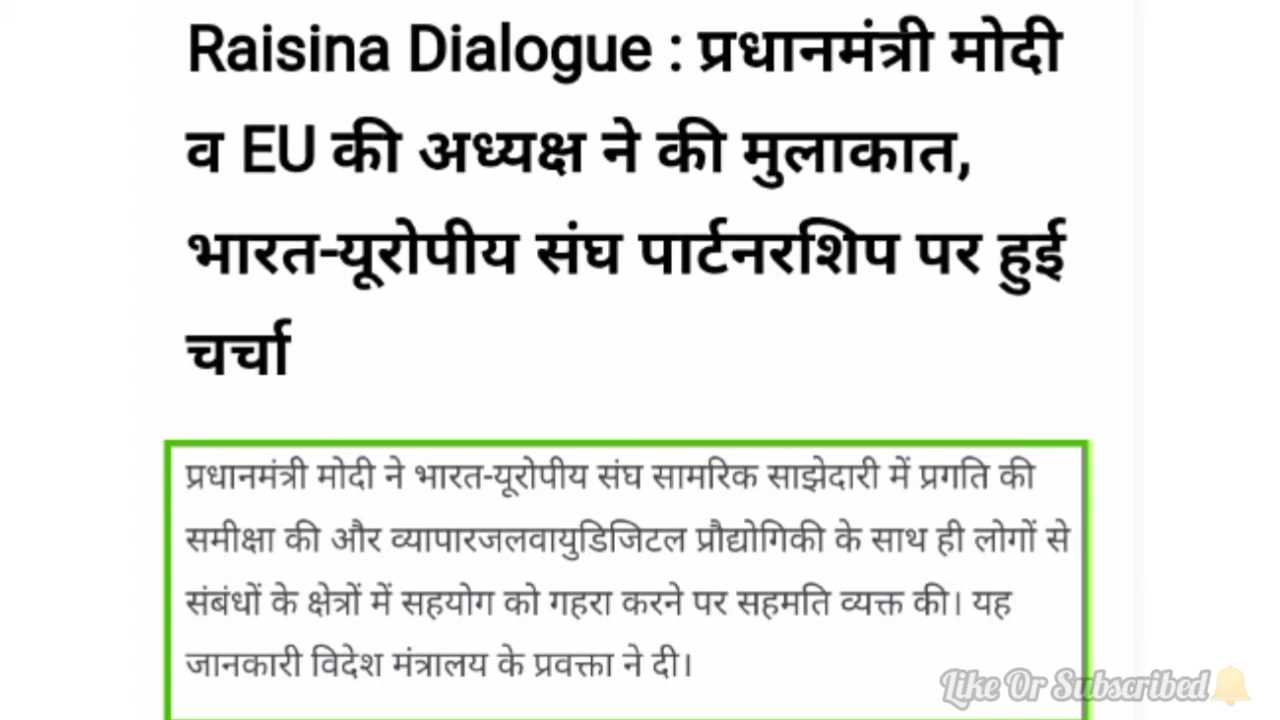 Raisina Dialogue : प्रधानमंत्री मोदी
व EU की अध्यक्ष ने की मुलाकात,
भारत-यूरोपीय संघ पार्टनरशिप पर हुई
चर्चा
प्रधानमंत्री मोदी ने भारत-यूरोपीय संघ सामरिक साझेदारी में प्रगति की
समीक्षा की और व्यापारजलवायुडिजिटल प्रौद्योगिकी के साथ ही लोगों से
संबंधों के क्षेत्रों में सहयोग को गहरा करने पर सहमति व्यक्त की। यह
जानकारी विदेश मंत्रालय के प्रवक्ता ने दी।
Like Or Subscribed